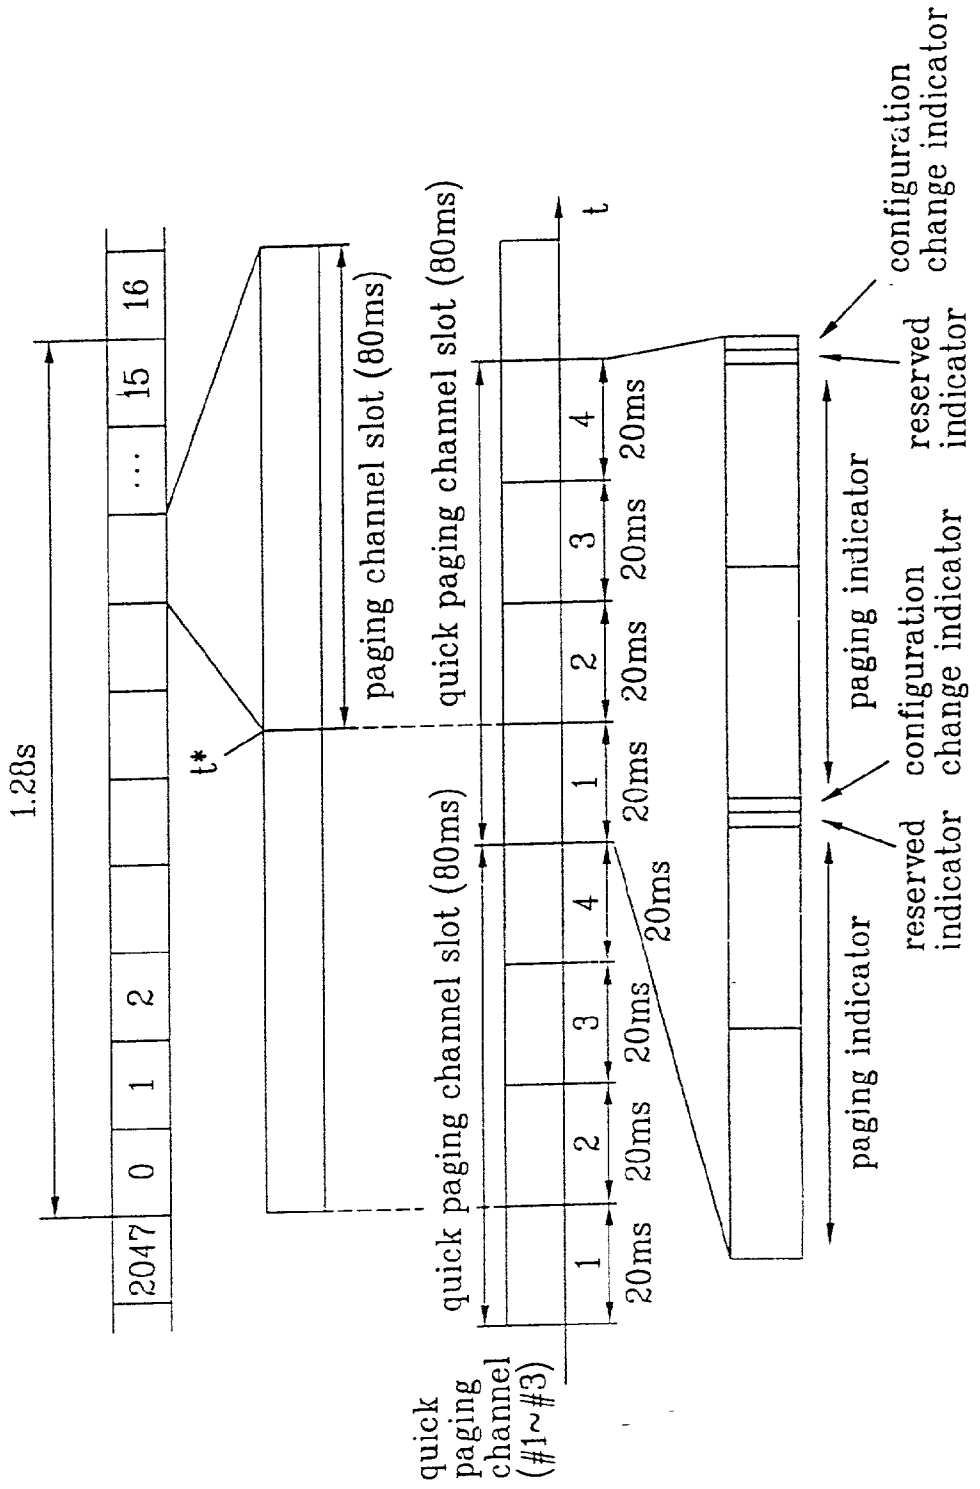 1.28s
2047
0
1
2
...
15
16
t*
paging channel slot (80ms)
quick paging channel slot (80ms)
quick paging channel slot (80ms)
quick
paging
channel
(#1~#3)
1
2
3
4
1
2
3
4
t
20ms
20ms
20ms
20ms
20ms
20ms
20ms
20ms
paging indicator
reserved
indicator
configuration
change indicator
paging indicator
reserved
indicator
configuration
change indicator